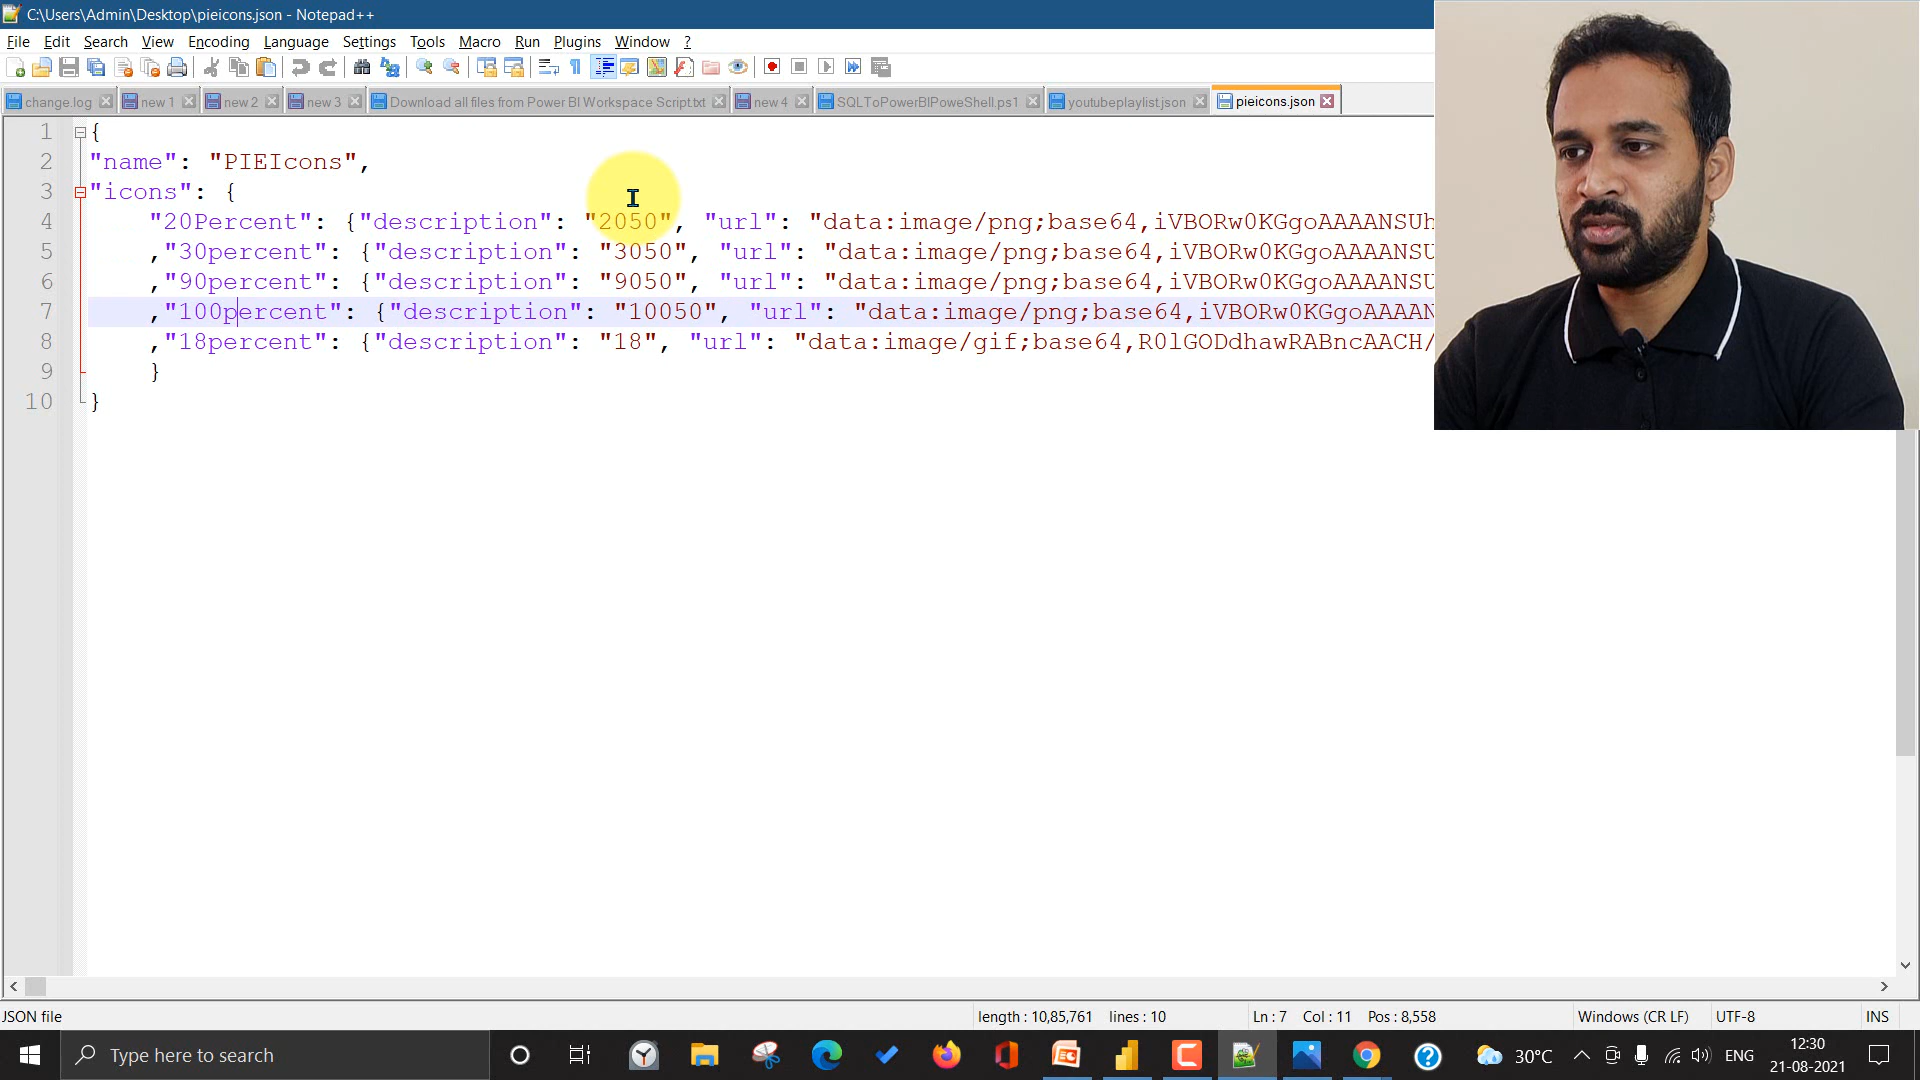 C:\Users\Admin\Desktop\pieicons.json - Notepad++
File Edit Search View Encoding Language Settings Tools Macro Run Plugins Window ?
change.log new 1 new 2 new 3 Download all files from Power BI Workspace Script.txt new 4 SQLToPowerBIPoweShell.ps1 youtubeplaylist.json pieicons.json
1 {
2 "name": "PIEIcons",
3 "icons": {
4 "20Percent": {"description": "2050", "url": "data:image/png;base64,iVBORw0KGgoAAAANSUh
5 ,"30percent": {"description": "3050", "url": "data:image/png;base64,iVBORw0KGgoAAAANSU
6 ,"90percent": {"description": "9050", "url": "data:image/png;base64,iVBORw0KGgoAAAANSU
7 ,"100percent": {"description": "10050", "url": "data:image/png;base64,iVBORw0KGgoAAAAN
8 ,"18percent": {"description": "18", "url": "data:image/gif;base64,R0lGODdhawRABncAACH/
9 }
10 }
JSON file length : 10,85,761 lines : 10 Ln : 7 Col : 11 Pos : 8,558 Windows (CR LF) UTF-8 INS
Type here to search 30°C ENG 12:30
21-08-2021